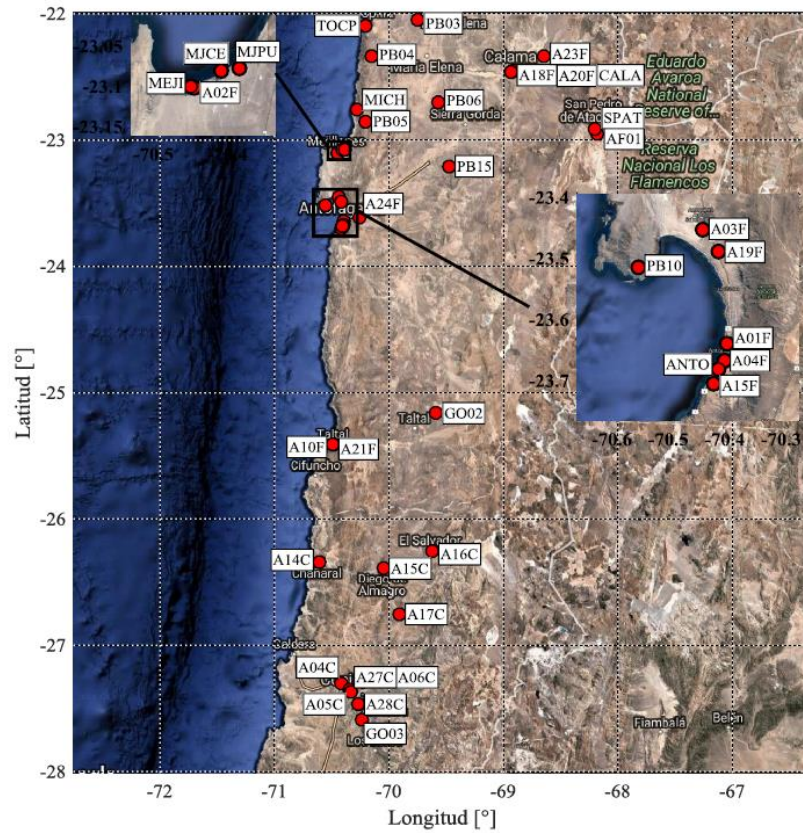 -22
TOCP
PB03
-23.05
MJPU
MJCE
PB04
Calama
A23F
Eduardo
Avaroa
National
Reserve of...
Maria Elena
A18F
A20F
CALA
-23.1
MEJI
A02F
MICH
PB06
Sierra Gorda
San Pedro
de
SPAT
PB05
-23.15
AF01
-23
-70.5
Reserva
Nacional Los
Flamencos
PB15
A24F
-23.4
A03F
A19F
-24
-23.5
PB10
-23.6
A01F
A04F
ANTO
-23.7
A15F
-25
Latitud [°]
GO02
Taltal
-70.6
-70.5
-70.4
-70.3
Taltal
A10F
A21F
Cifuncho
-26
El Salvador
A16C
A14C
Chañaral
A15C
Diego de
Almagro
A17C
-27
Caldera
A04C
A27C
A06C
A05C
A28C
GO03
Fiambalá
Belén
-28
-72
-71
-70
-69
-68
-67
Longitud [°]